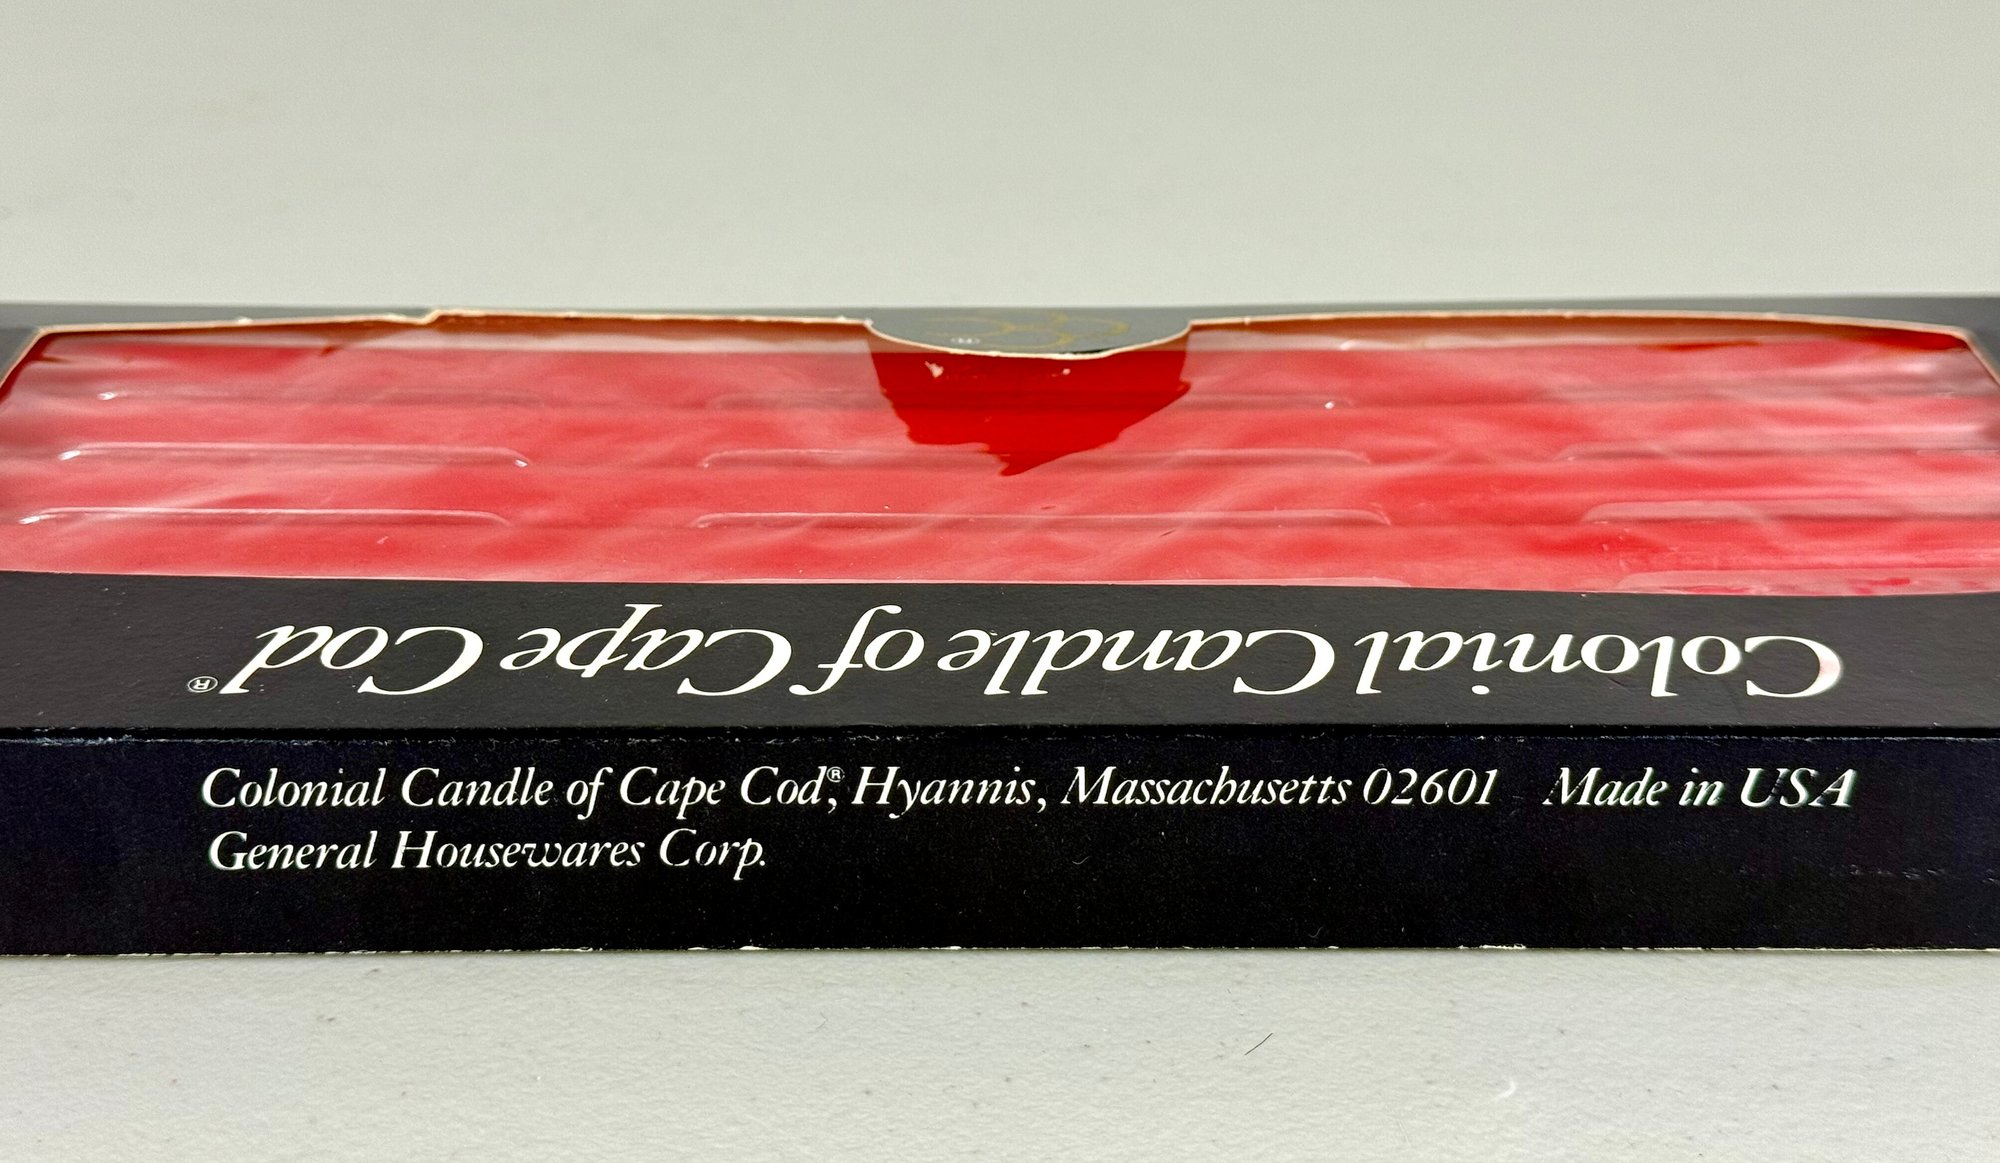 Colonial Candle of Cape Cod®
Colonial Candle of Cape Cod®, Hyannis, Massachusetts 02601 Made in USA
General Housewares Corp.